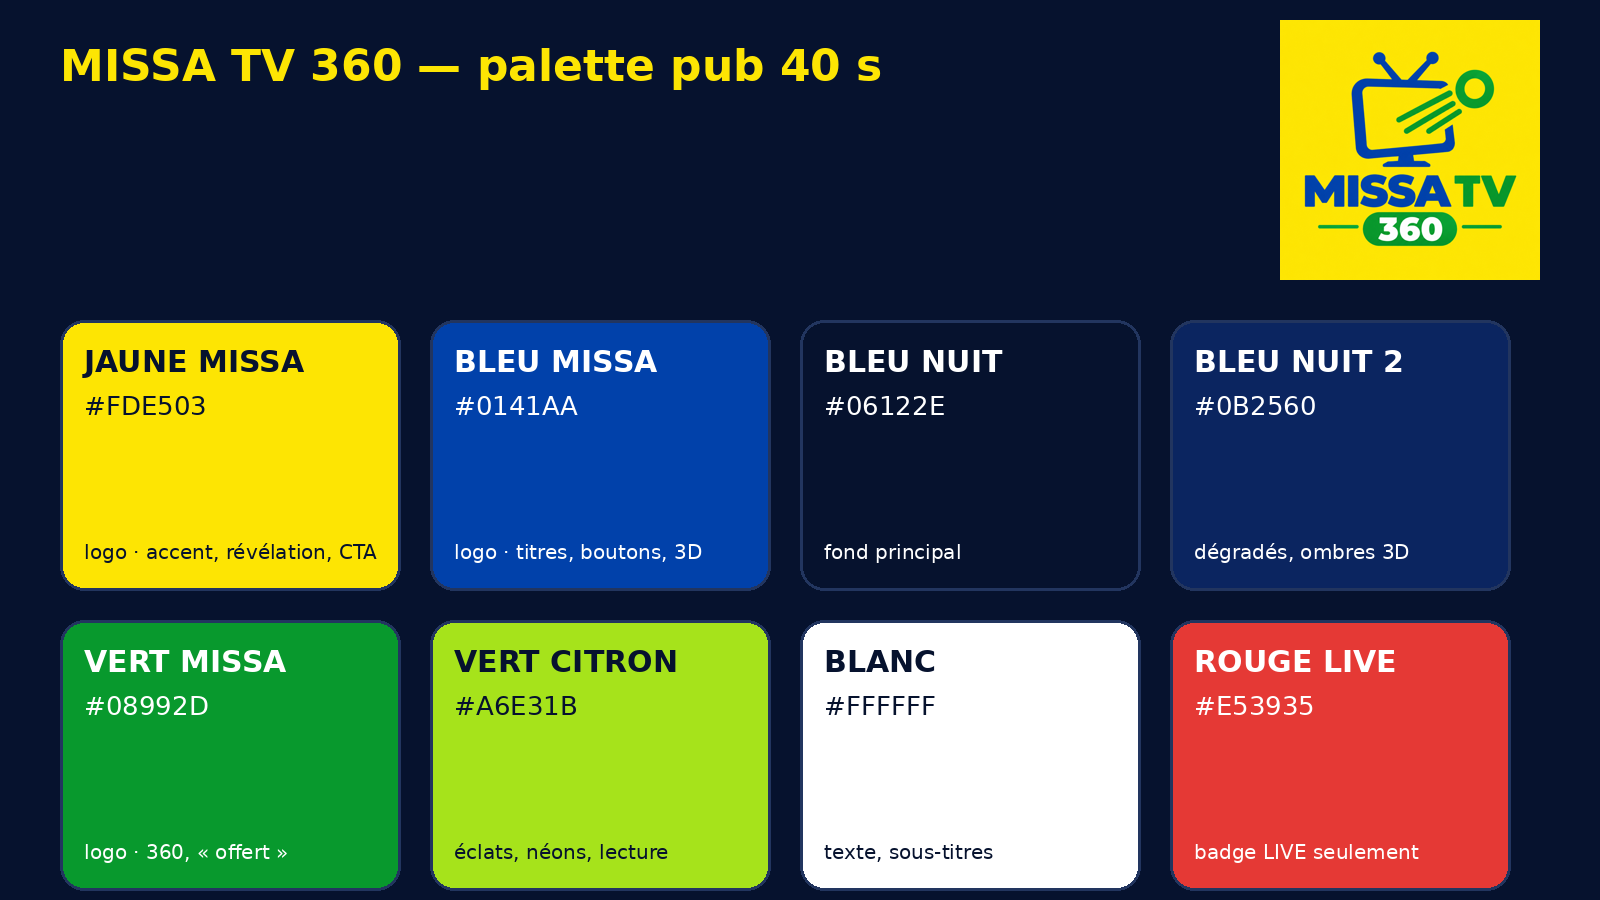 MISSA TV 360 — palette pub 40 s
MISSA TV
360
JAUNE MISSA
#FDE503
logo · accent, révélation, CTA
BLEU MISSA
#0141AA
logo · titres, boutons, 3D
BLEU NUIT
#06122E
fond principal
BLEU NUIT 2
#0B2560
dégradés, ombres 3D
VERT MISSA
#08992D
logo · 360, « offert »
VERT CITRON
#A6E31B
éclats, néons, lecture
BLANC
#FFFFFF
texte, sous-titres
ROUGE LIVE
#E53935
badge LIVE seulement